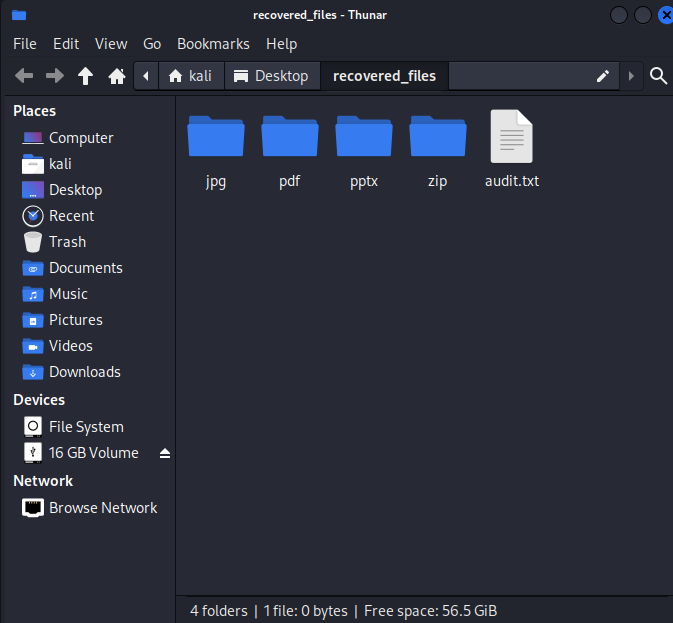 recovered_files - Thunar
File Edit View Go Bookmarks Help
kali Desktop recovered_files
Places
Computer
kali
Desktop
Recent
Trash
Documents
Music
Pictures
Videos
Downloads
Devices
File System
16 GB Volume
Network
Browse Network
jpg pdf pptx zip audit.txt
4 folders | 1 file: 0 bytes | Free space: 56.5 GiB